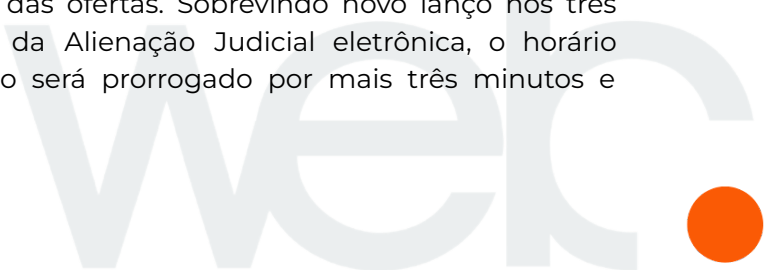 das ofertas. Sobrevindo novo lanço nos três
da Alienação Judicial eletrônica, o horário
o será prorrogado por mais três minutos e